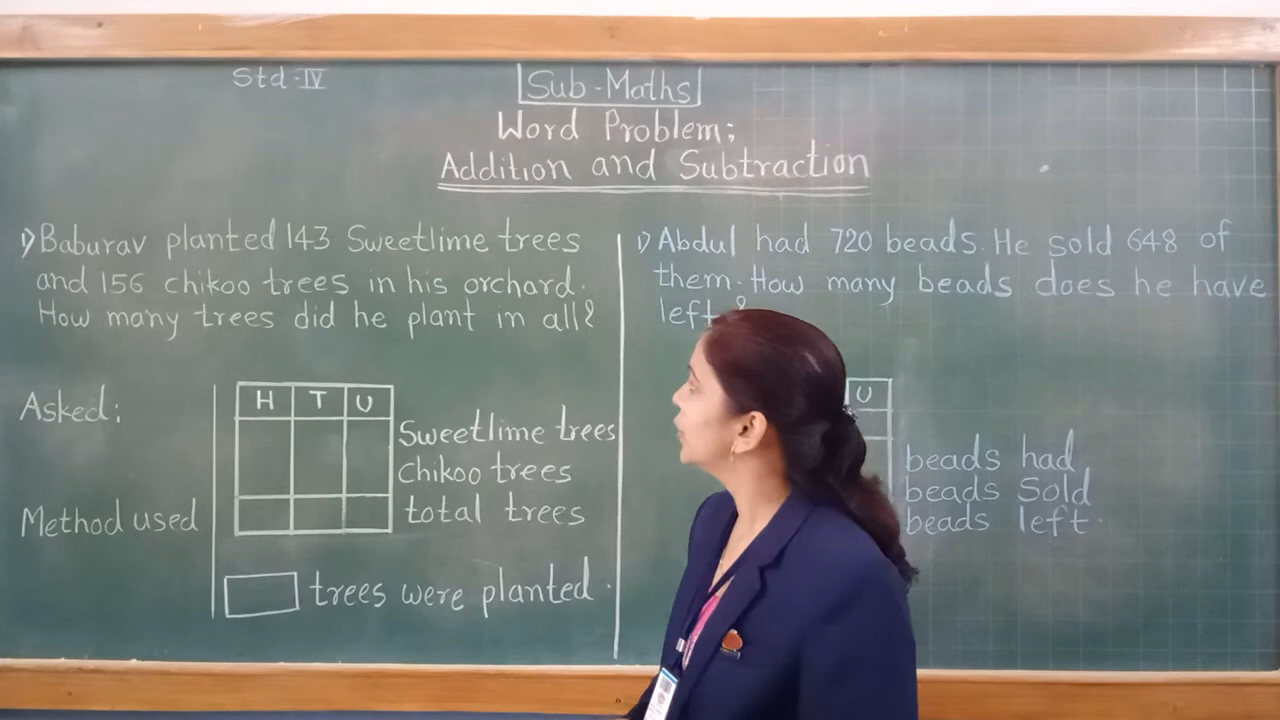 Std-IV
Sub-Maths
Word Problem;
Addition and Subtraction
1) Baburav planted 143 Sweetlime trees
and 156 chikoo trees in his orchard.
How many trees did he plant in all?
Asked;
H T U
Sweetlime trees
chikoo trees
Method used
total trees
trees were planted.
1) Abdul had 720 beads. He sold 648 of
them. How many beads does he have
left?
U
beads had
beads Sold
beads left.